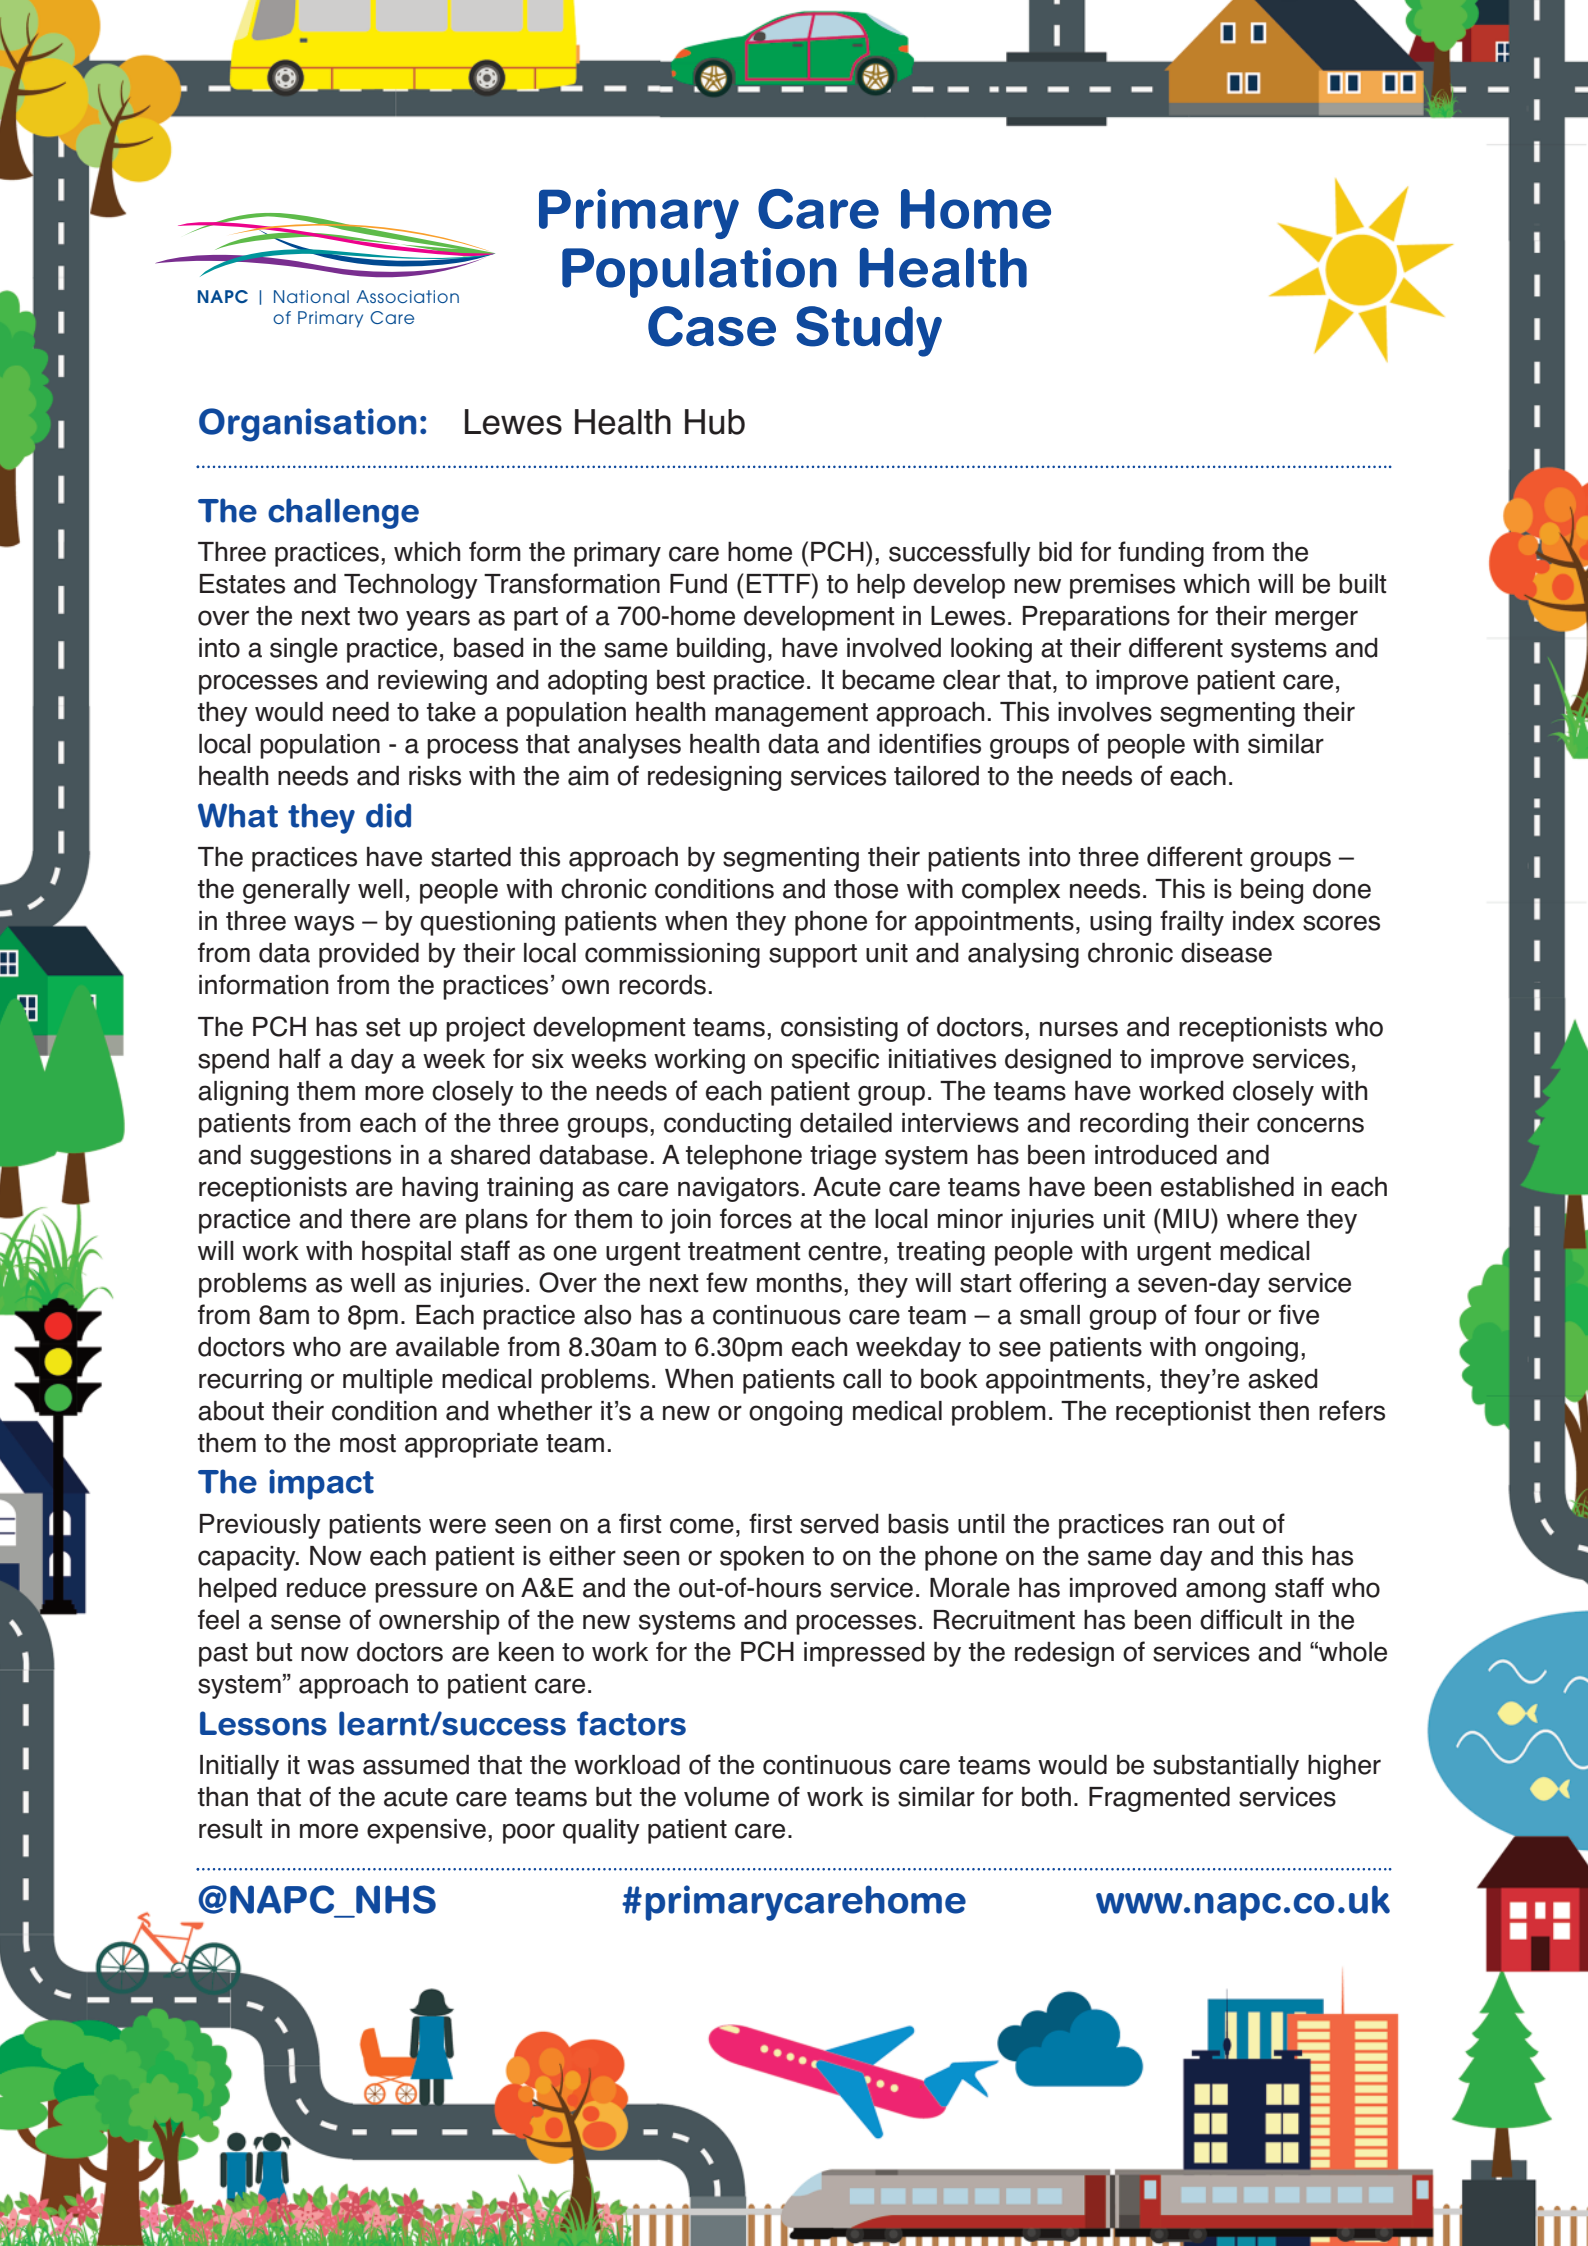 Primary Care Home
Population Health
Case Study
NAPC | National Association
of Primary Care
Organisation: Lewes Health Hub
The challenge
Three practices, which form the primary care home (PCH), successfully bid for funding from the
Estates and Technology Transformation Fund (ETTF) to help develop new premises which will be built
over the next two years as part of a 700-home development in Lewes. Preparations for their merger
into a single practice, based in the same building, have involved looking at their different systems and
processes and reviewing and adopting best practice. It became clear that, to improve patient care,
they would need to take a population health management approach. This involves segmenting their
local population - a process that analyses health data and identifies groups of people with similar
health needs and risks with the aim of redesigning services tailored to the needs of each.
What they did
The practices have started this approach by segmenting their patients into three different groups –
the generally well, people with chronic conditions and those with complex needs. This is being done
in three ways – by questioning patients when they phone for appointments, using frailty index scores
from data provided by their local commissioning support unit and analysing chronic disease
information from the practices’ own records.
The PCH has set up project development teams, consisting of doctors, nurses and receptionists who
spend half a day a week for six weeks working on specific initiatives designed to improve services,
aligning them more closely to the needs of each patient group. The teams have worked closely with
patients from each of the three groups, conducting detailed interviews and recording their concerns
and suggestions in a shared database. A telephone triage system has been introduced and
receptionists are having training as care navigators. Acute care teams have been established in each
practice and there are plans for them to join forces at the local minor injuries unit (MIU) where they
will work with hospital staff as one urgent treatment centre, treating people with urgent medical
problems as well as injuries. Over the next few months, they will start offering a seven-day service
from 8am to 8pm. Each practice also has a continuous care team – a small group of four or five
doctors who are available from 8.30am to 6.30pm each weekday to see patients with ongoing,
recurring or multiple medical problems. When patients call to book appointments, they’re asked
about their condition and whether it’s a new or ongoing medical problem. The receptionist then refers
them to the most appropriate team.
The impact
Previously patients were seen on a first come, first served basis until the practices ran out of
capacity. Now each patient is either seen or spoken to on the phone on the same day and this has
helped reduce pressure on A&E and the out-of-hours service. Morale has improved among staff who
feel a sense of ownership of the new systems and processes. Recruitment has been difficult in the
past but now doctors are keen to work for the PCH impressed by the redesign of services and “whole
system” approach to patient care.
Lessons learnt/success factors
Initially it was assumed that the workload of the continuous care teams would be substantially higher
than that of the acute care teams but the volume of work is similar for both. Fragmented services
result in more expensive, poor quality patient care.
@NAPC_NHS #primarycarehome www.napc.co.uk